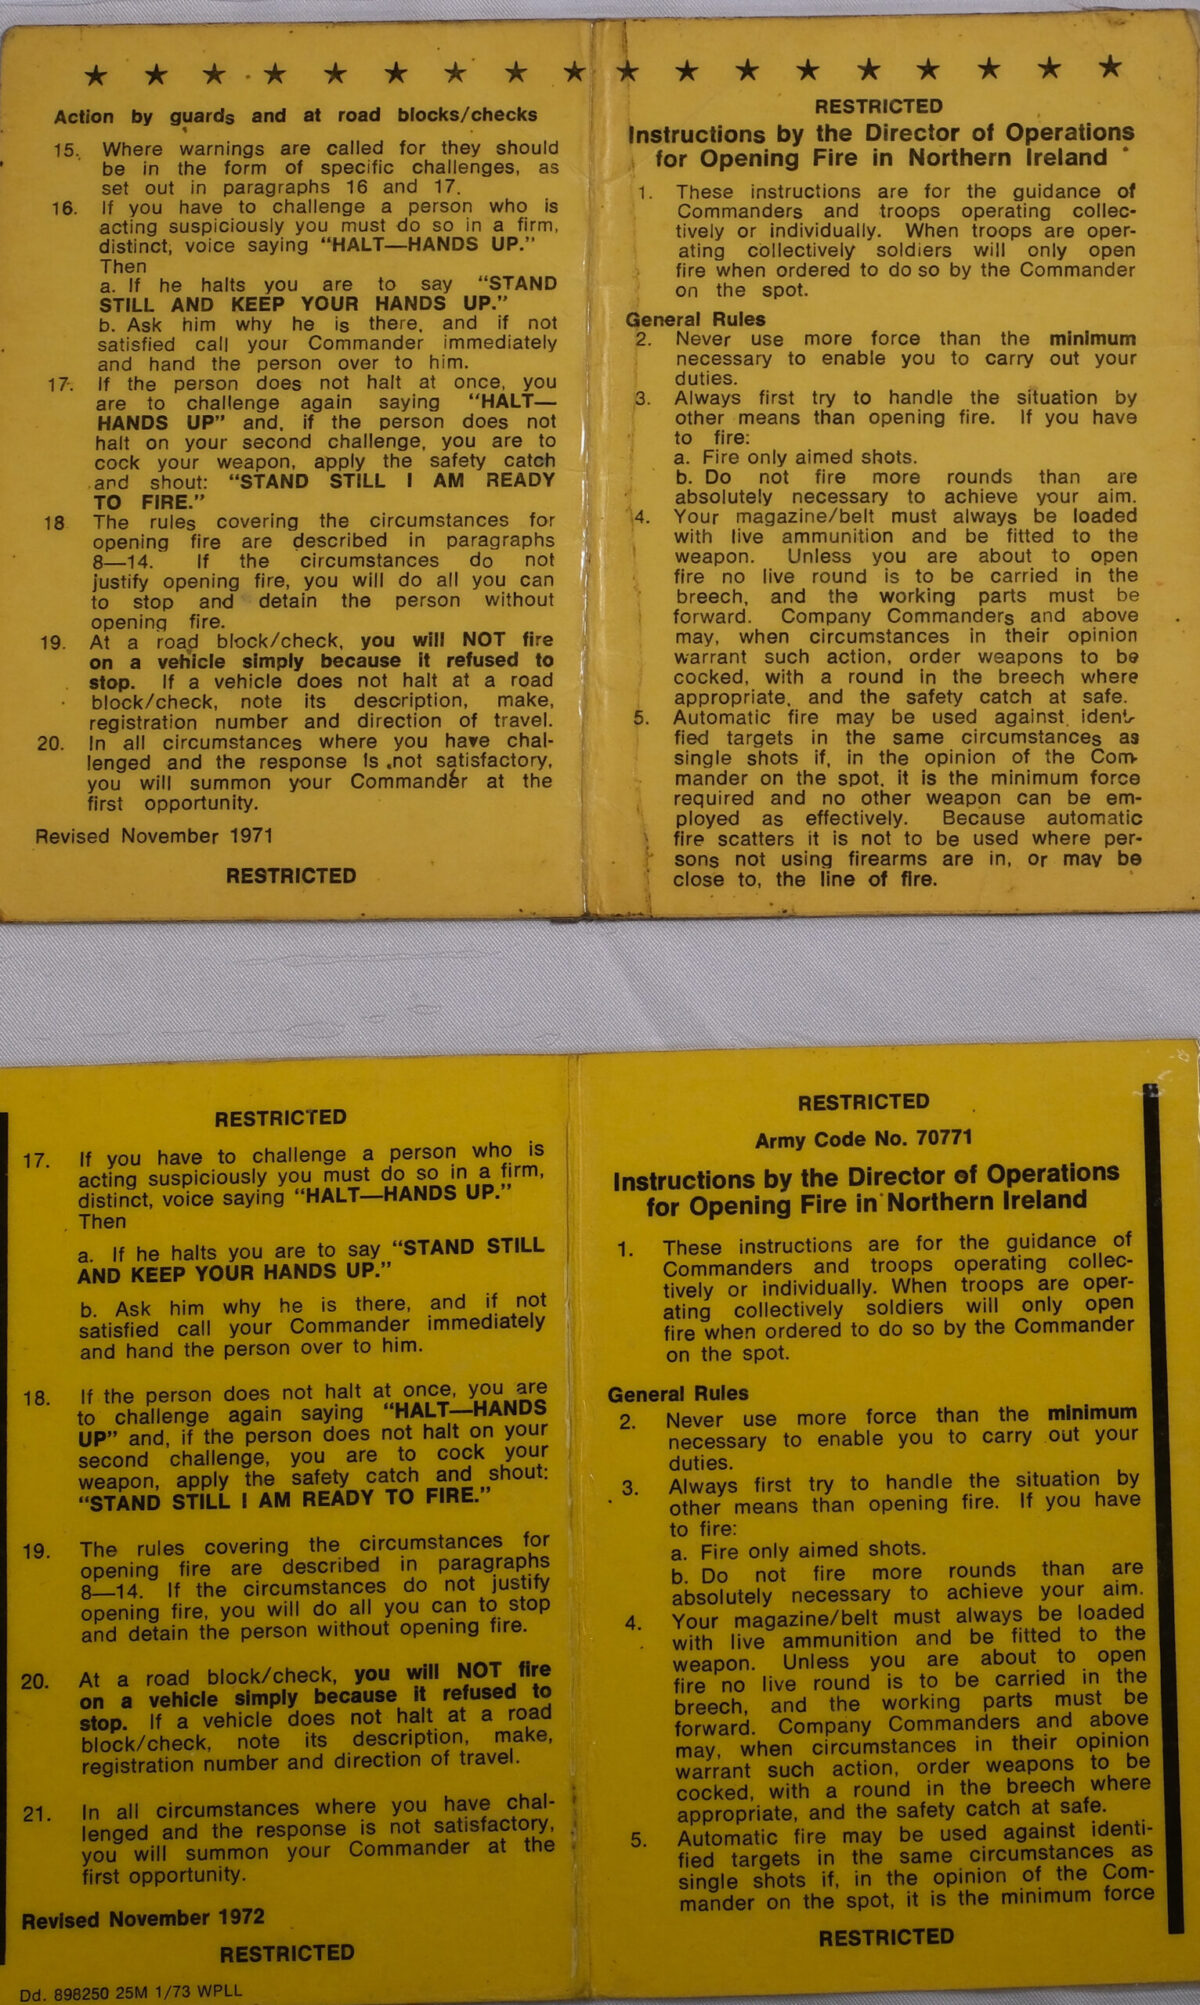 Action by guards and at road blocks/checks
15. Where warnings are called for they should
be in the form of specific challenges, as
set out in paragraphs 16 and 17.
16. If you have to challenge a person who is
acting suspiciously you must do so in a firm,
distinct, voice saying “HALT—HANDS UP.”
Then
a. If he halts you are to say “STAND
STILL AND KEEP YOUR HANDS UP.”
b. Ask him why he is there, and if not
satisfied call your Commander immediately
and hand the person over to him.
17. If the person does not halt at once, you
are to challenge again saying “HALT—
HANDS UP” and, if the person does not
halt on your second challenge, you are to
cock your weapon, apply the safety catch
and shout: “STAND STILL I AM READY
TO FIRE.”
18 The rules covering the circumstances for
opening fire are described in paragraphs
8—14. If the circumstances do not
justify opening fire, you will do all you can
to stop and detain the person without
opening fire.
19. At a road block/check, you will NOT fire
on a vehicle simply because it refused to
stop. If a vehicle does not halt at a road
block/check, note its description, make,
registration number and direction of travel.
20. In all circumstances where you have chal-
lenged and the response is not satisfactory,
you will summon your Commander at the
first opportunity.
Revised November 1971
RESTRICTED
RESTRICTED
Instructions by the Director of Operations
for Opening Fire in Northern Ireland
1. These instructions are for the guidance of
Commanders and troops operating collec-
tively or individually. When troops are oper-
ating collectively soldiers will only open
fire when ordered to do so by the Commander
on the spot.
General Rules
2. Never use more force than the minimum
necessary to enable you to carry out your
duties.
3. Always first try to handle the situation by
other means than opening fire. If you have
to fire:
a. Fire only aimed shots.
b. Do not fire more rounds than are
absolutely necessary to achieve your aim.
4. Your magazine/belt must always be loaded
with live ammunition and be fitted to the
weapon. Unless you are about to open
fire no live round is to be carried in the
breech, and the working parts must be
forward. Company Commanders and above
may, when circumstances in their opinion
warrant such action, order weapons to be
cocked, with a round in the breech where
appropriate, and the safety catch at safe.
5. Automatic fire may be used against identi-
fied targets in the same circumstances as
single shots if, in the opinion of the Com-
mander on the spot, it is the minimum force
required and no other weapon can be em-
ployed as effectively. Because automatic
fire scatters it is not to be used where per-
sons not using firearms are in, or may be
close to, the line of fire.
RESTRICTED
17. If you have to challenge a person who is
acting suspiciously you must do so in a firm,
distinct, voice saying “HALT—HANDS UP.”
Then
a. If he halts you are to say “STAND STILL
AND KEEP YOUR HANDS UP.”
b. Ask him why he is there, and if not
satisfied call your Commander immediately
and hand the person over to him.
18. If the person does not halt at once, you are
to challenge again saying “HALT—HANDS
UP” and, if the person does not halt on your
second challenge, you are to cock your
weapon, apply the safety catch and shout:
“STAND STILL I AM READY TO FIRE.”
19. The rules covering the circumstances for
opening fire are described in paragraphs
8—14. If the circumstances do not justify
opening fire, you will do all you can to stop
and detain the person without opening fire.
20. At a road block/check, you will NOT fire
on a vehicle simply because it refused to
stop. If a vehicle does not halt at a road
block/check, note its description, make,
registration number and direction of travel.
21. In all circumstances where you have chal-
lenged and the response is not satisfactory,
you will summon your Commander at the
first opportunity.
Revised November 1972
RESTRICTED
Dd. 898250 25M 1/73 WPLL
RESTRICTED
Army Code No. 70771
Instructions by the Director of Operations
for Opening Fire in Northern Ireland
1. These instructions are for the guidance of
Commanders and troops operating collec-
tively or individually. When troops are oper-
ating collectively soldiers will only open
fire when ordered to do so by the Commander
on the spot.
General Rules
2. Never use more force than the minimum
necessary to enable you to carry out your
duties.
3. Always first try to handle the situation by
other means than opening fire. If you have
to fire:
a. Fire only aimed shots.
b. Do not fire more rounds than are
absolutely necessary to achieve your aim.
4. Your magazine/belt must always be loaded
with live ammunition and be fitted to the
weapon. Unless you are about to open
fire no live round is to be carried in the
breech, and the working parts must be
forward. Company Commanders and above
may, when circumstances in their opinion
warrant such action, order weapons to be
cocked, with a round in the breech where
appropriate, and the safety catch at safe.
5. Automatic fire may be used against identi-
fied targets in the same circumstances as
single shots if, in the opinion of the Com-
mander on the spot, it is the minimum force
RESTRICTED